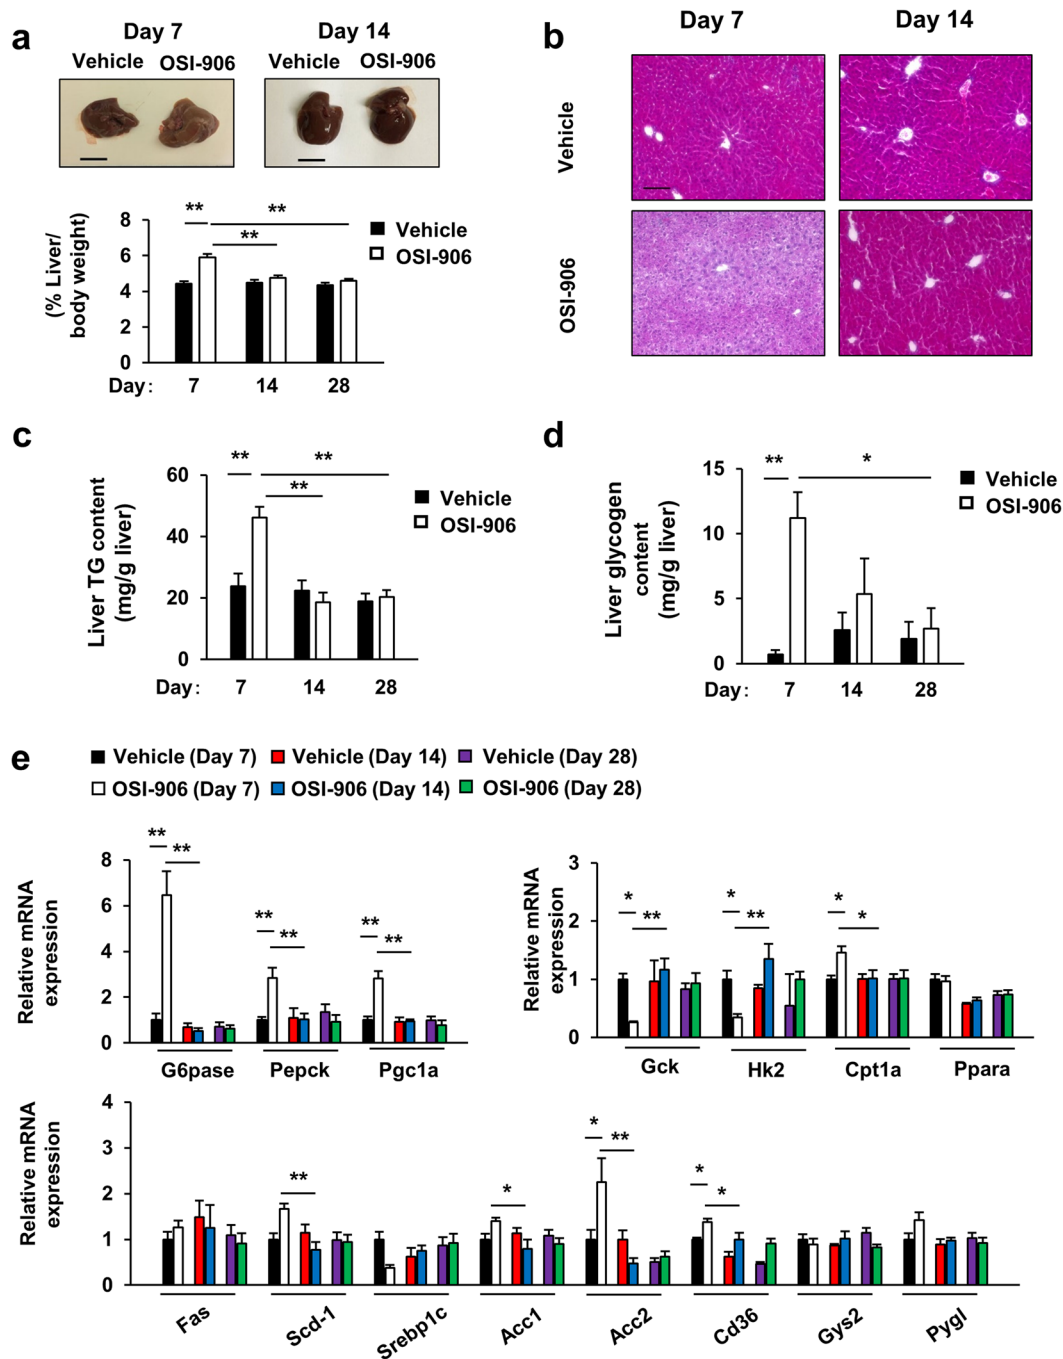 a
Day 7
Day 14
Vehicle
OSI-906
Vehicle
OSI-906
**
**
**
(% Liver/
body weight)
8
6
4
2
0
Vehicle
OSI-906
Day:
7
14
28
b
Day 7
Day 14
Vehicle
OSI-906
c
**
**
**
Liver TG content
(mg/g liver)
60
40
20
0
Vehicle
OSI-906
Day:
7
14
28
d
**
*
Liver glycogen
content
(mg/g liver)
15
10
5
0
Vehicle
OSI-906
Day:
7
14
28
e
Vehicle (Day 7)
Vehicle (Day 14)
Vehicle (Day 28)
OSI-906 (Day 7)
OSI-906 (Day 14)
OSI-906 (Day 28)
Relative mRNA
expression
8
6
4
2
0
**
**
**
**
**
**
G6pase
Pepck
Pgc1a
Relative mRNA
expression
3
2
1
0
*
**
*
**
*
*
Gck
Hk2
Cpt1a
Ppara
Relative mRNA
expression
4
3
2
1
0
**
*
*
**
*
*
Fas
Scd-1
Srebp1c
Acc1
Acc2
Cd36
Gys2
Pygl